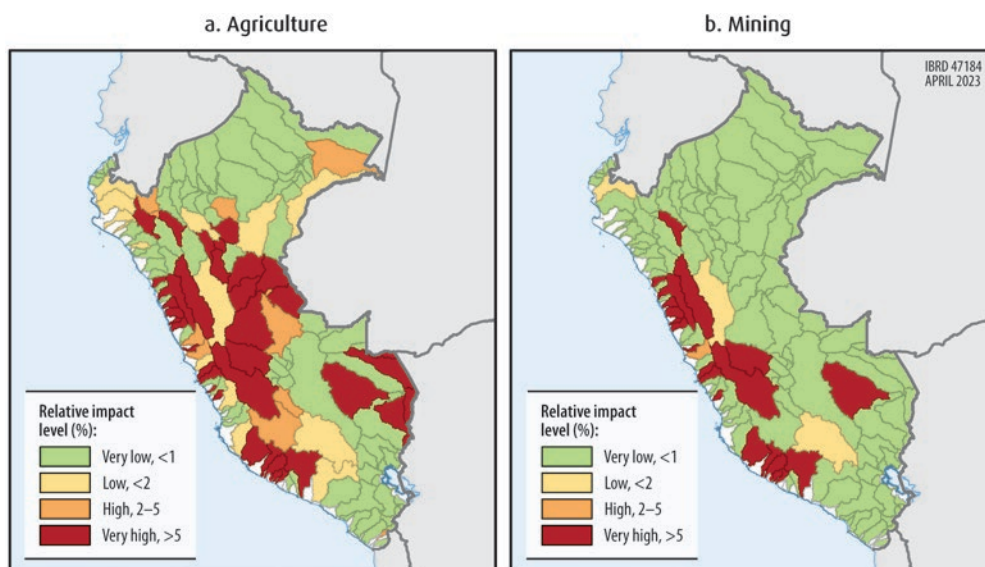 a. Agriculture
Relative impact
level (%):
Very low, <1
Low, <2
High, 2–5
Very high, >5
b. Mining
IBRD 47184
APRIL 2023
Relative impact
level (%):
Very low, <1
Low, <2
High, 2–5
Very high, >5